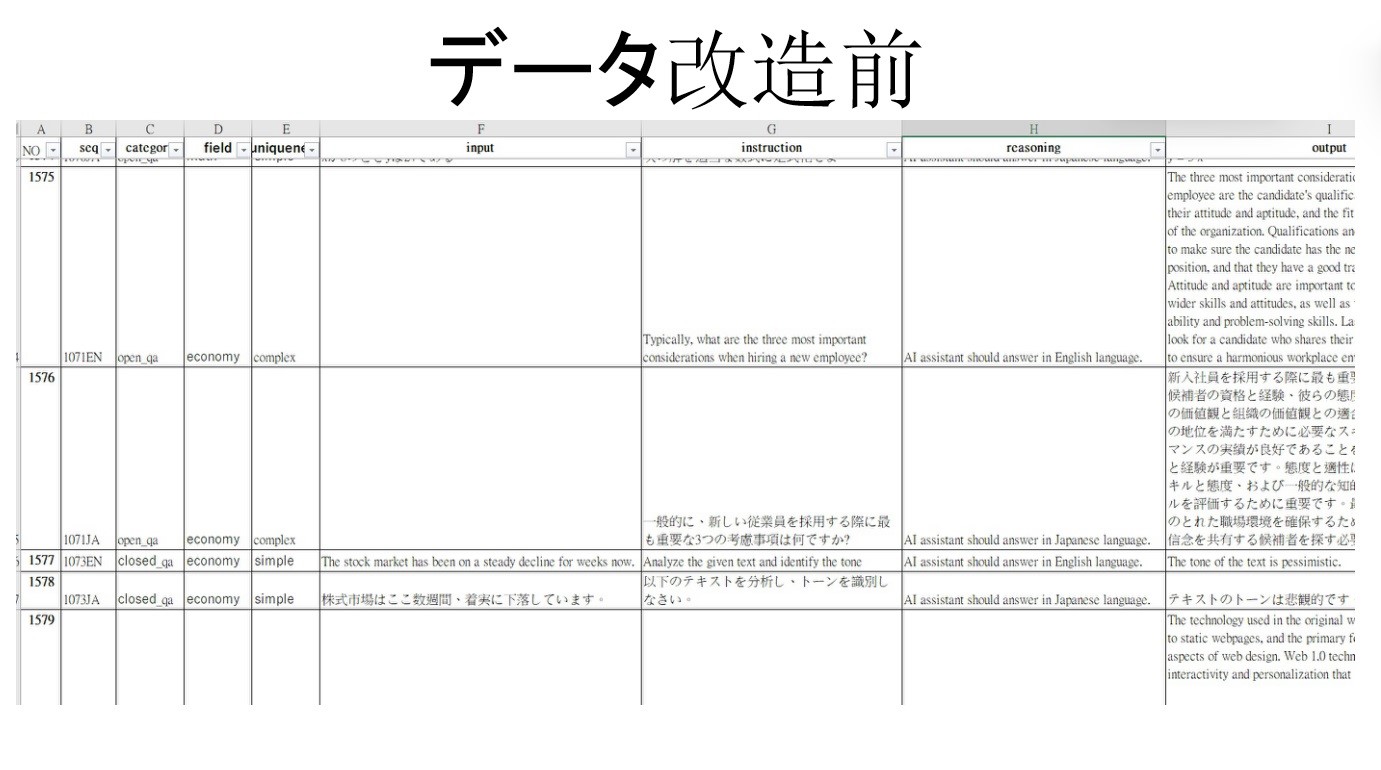 データ改造前
A B C D E F G H I
NO seq categor field uniquene input instruction reasoning output
1575
The three most important
employee are the candidate's
their attitude and aptitude, and the fit
of the organization. Qualifications
to make sure the candidate has the
position, and that they have a good
Attitude and aptitude are important to
wider skills and attitudes, as well as
ability and problem-solving skills.
look for a candidate who shares their
to ensure a harmonious workplace
Typically, what are the three most important
considerations when hiring a new employee?
1071EN open_qa economy complex AI assistant should answer in English language.
1576
新入社員を採用する際に最も重
候補者の資格と経験、彼らの態
の価値観と組織の価値観との適
の地位を満たすために必要なス
マンスの実績が良好であること
と経験が重要です。態度と適性
キルと態度、および一般的な知
ルを評価するために重要です。
のとれた職場環境を確保するた
信念を共有する候補者を探す必
一般的に、新しい従業員を採用する際に最
も重要な3つの考慮事項は何ですか?
1071JA open_qa economy complex AI assistant should answer in Japanese language.
1577 1073EN closed_qa economy simple The stock market has been on a steady decline for weeks now. Analyze the given text and identify the tone AI assistant should answer in English language. The tone of the text is pessimistic.
1578
以下のテキストを分析し、トーンを識別し
なさい。
1073JA closed_qa economy simple 株式市場はここ数週間、着実に下落しています。 AI assistant should answer in Japanese language. テキストのトーンは悲観的です
1579
The technology used in the original
to static webpages, and the primary
aspects of web design. Web 1.0
interactivity and personalization that